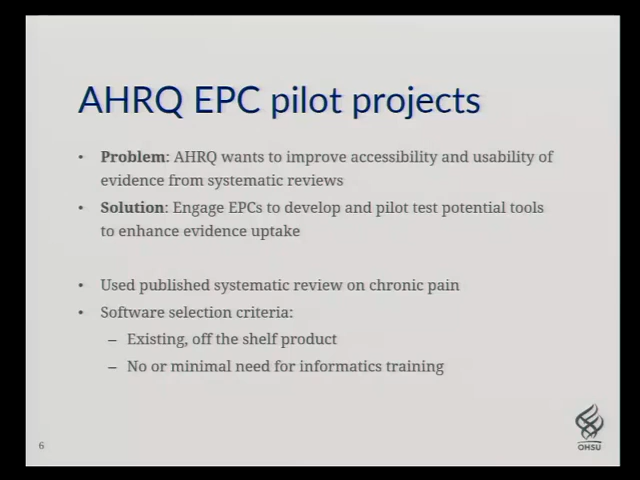 AHRQ EPC pilot projects
• Problem: AHRQ wants to improve accessibility and usability of
evidence from systematic reviews
• Solution: Engage EPCs to develop and pilot test potential tools
to enhance evidence uptake
• Used published systematic review on chronic pain
• Software selection criteria:
– Existing, off the shelf product
– No or minimal need for informatics training
6
OHSU